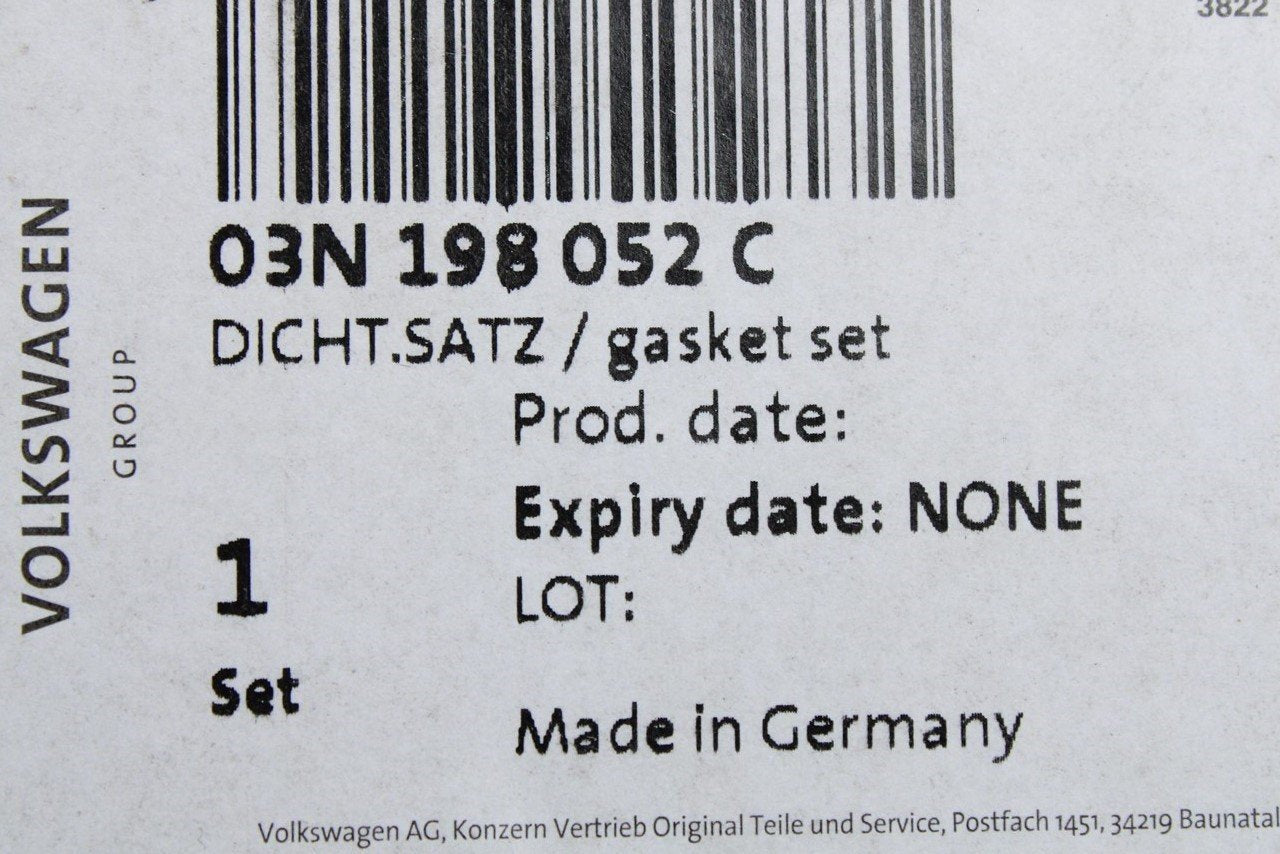 3822
03N 198 052 C
DICHT.SATZ / gasket set
Prod. date:
Expiry date: NONE
1
LOT:
Set
Made in Germany
VOLKSWAGEN
GROUP
Volkswagen AG, Konzern Vertrieb Original Teile und Service, Postfach 1451, 34219 Baunatal